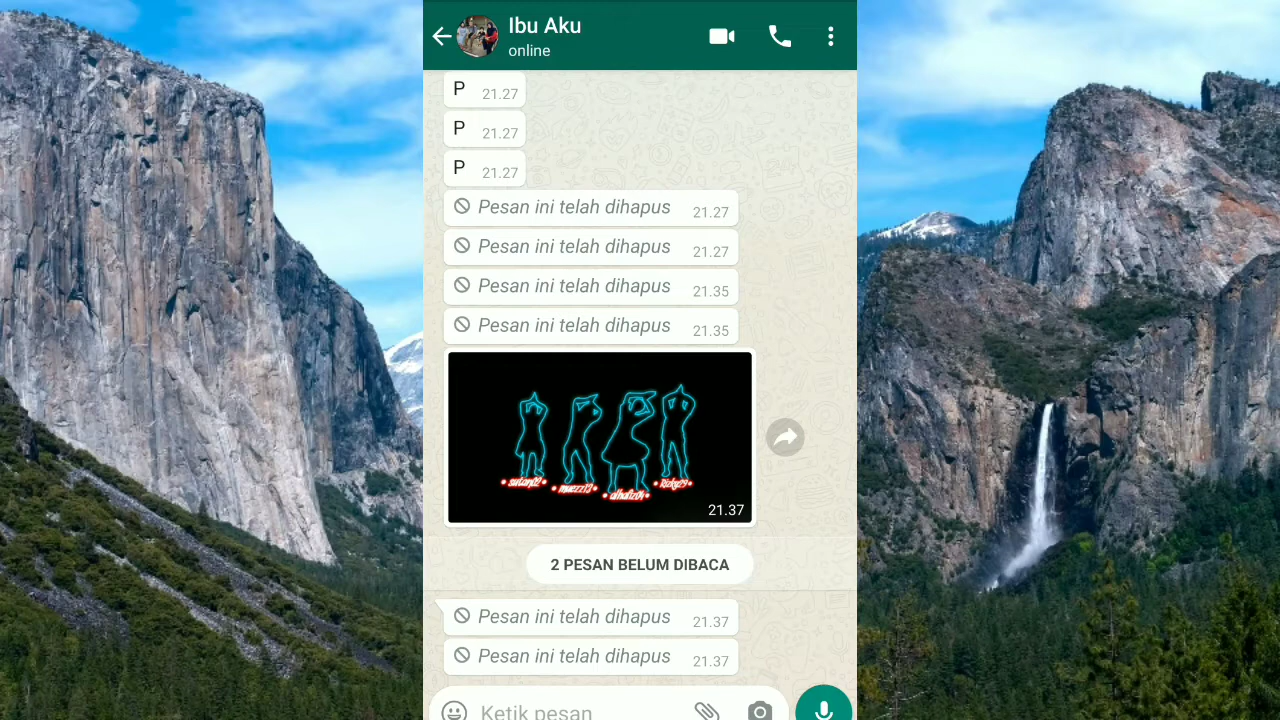 Ibu Aku
online
P 21.27
P 21.27
P 21.27
Pesan ini telah dihapus 21.27
Pesan ini telah dihapus 21.27
Pesan ini telah dihapus 21.35
Pesan ini telah dihapus 21.35
21.37
2 PESAN BELUM DIBACA
Pesan ini telah dihapus 21.37
Pesan ini telah dihapus 21.37
Ketik pesan